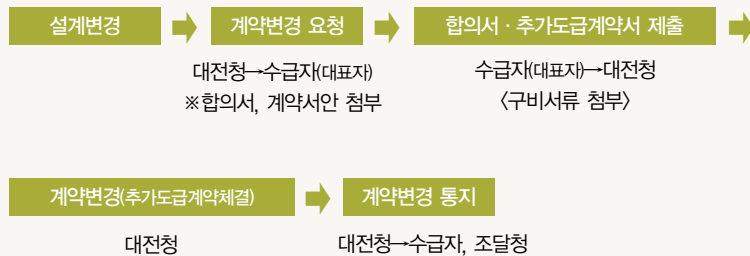 설계변경
계약변경 요청
합의서 · 추가도급계약서 제출
대전청→수급자(대표자)
※합의서, 계약서안 첨부
수급자(대표자)→대전청
〈구비서류 첨부〉
계약변경(추가도급계약체결)
계약변경 통지
대전청
대전청→수급자, 조달청